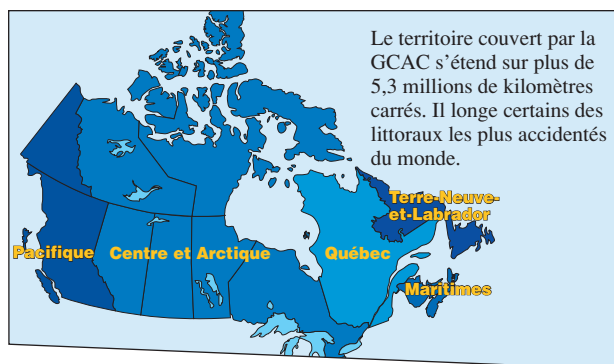 Le territoire couvert par la
GCAC s’étend sur plus de
5,3 millions de kilomètres
carrés. Il longe certains des
littoraux les plus accidentés
du monde.
Terre-Neuve-
et-Labrador
Pacifique
Centre et Arctique
Québec
Maritimes